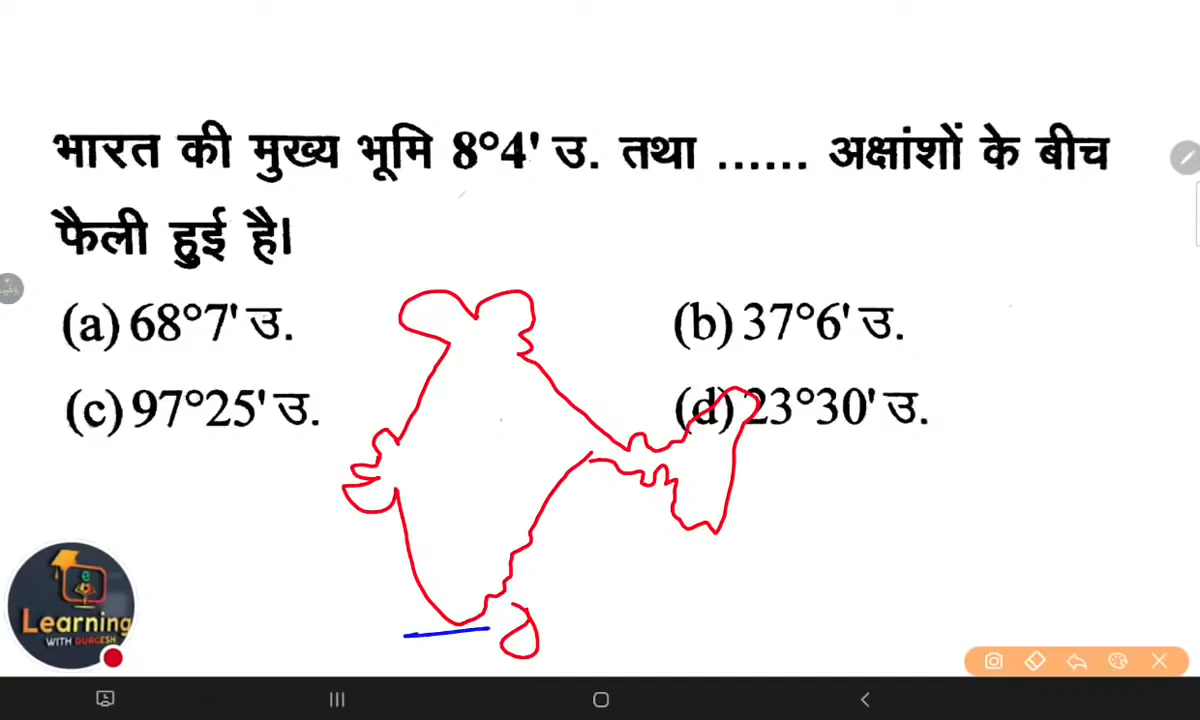 भारत की मुख्य भूमि 8°4' उ. तथा ...... अक्षांशों के बीच
फैली हुई है।
(a) 68°7' उ.
(b) 37°6' उ.
(c) 97°25' उ.
(d) 23°30' उ.
e
Learning
WITH DURGESH